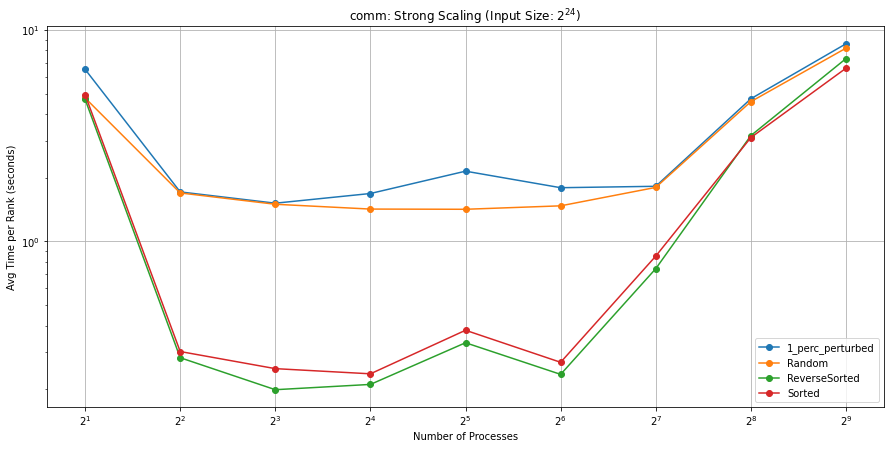 comm: Strong Scaling (Input Size: 2^24)
Avg Time per Rank (seconds)
10^1
10^0
2^1 2^2 2^3 2^4 2^5 2^6 2^7 2^8 2^9
Number of Processes
1_perc_perturbed
Random
ReverseSorted
Sorted